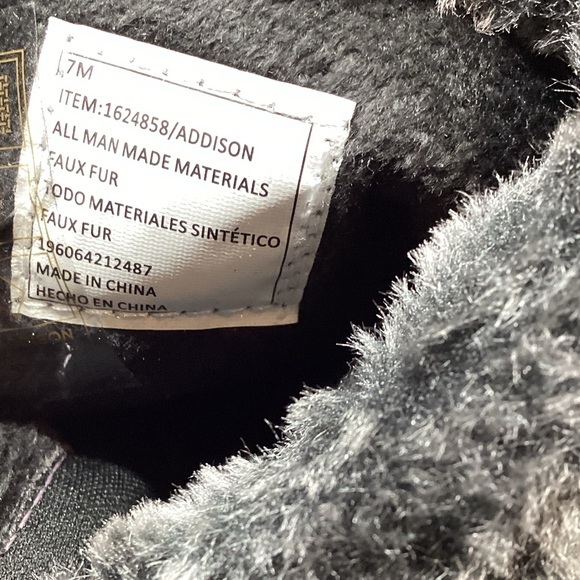 7M
ITEM:1624858/ADDISON
ALL MAN MADE MATERIALS
FAUX FUR
TODO MATERIALES SINTÉTICO
FAUX FUR
196064212487
MADE IN CHINA
HECHO EN CHINA